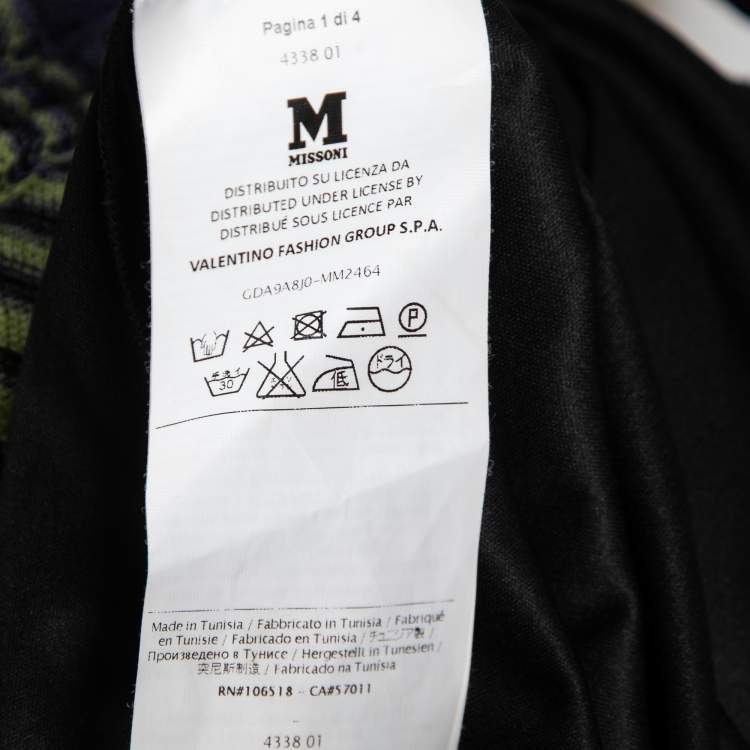 Pagina 1 di 4
4338 01
M
MISSONI
DISTRIBUITO SU LICENZA DA
DISTRIBUTED UNDER LICENSE BY
DISTRIBUÉ SOUS LICENCE PAR
VALENTINO FASHION GROUP S.P.A.
GDA9A8J0-MM2464
P
手洗イ 30 低 ドライ
Made in Tunisia / Fabbricato in Tunisia / Fabriqué
en Tunisie / Fabricado en Tunisia / チュニジア製 /
Произведено в Тунисе / Hergestellt in Tunesien /
突尼斯制造 / Fabricado na Tunísia
RN#106518 - CA#57011
4338 01